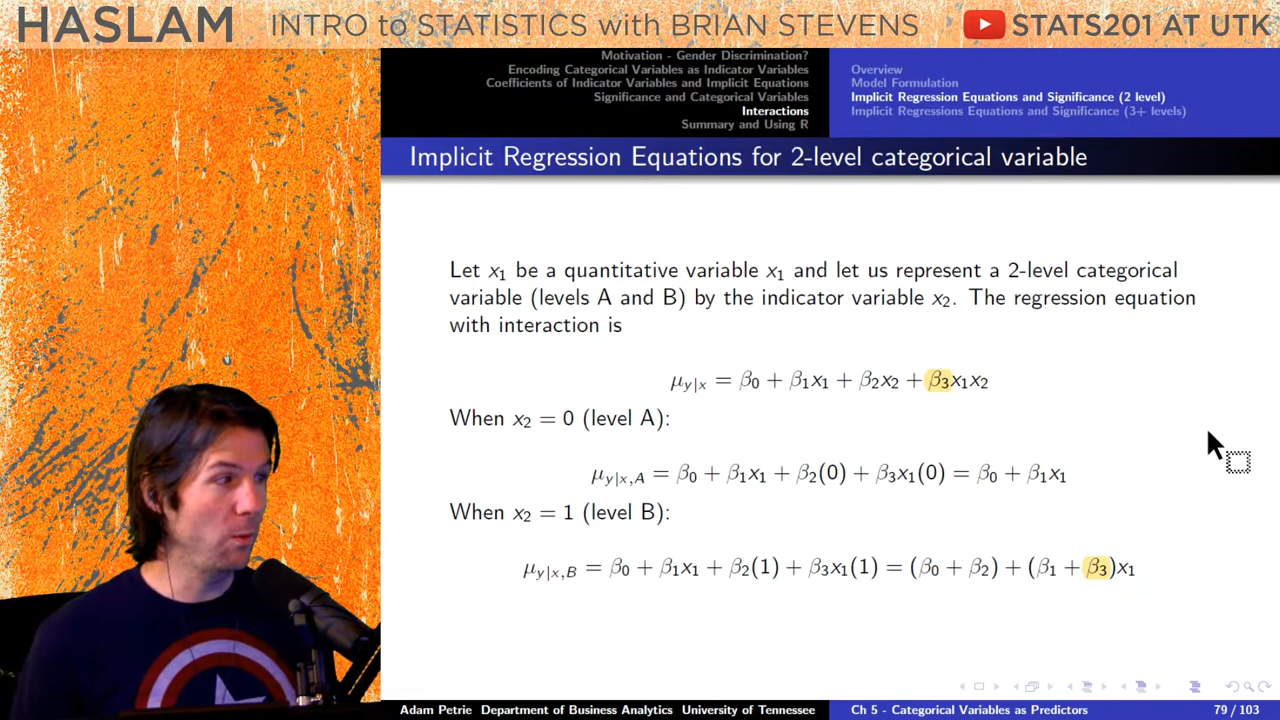 HASLAM INTRO to STATISTICS with BRIAN STEVENS STATS201 AT UTK
Motivation - Gender Discrimination?
Encoding Categorical Variables as Indicator Variables
Coefficients of Indicator Variables and Implicit Equations
Significance and Categorical Variables
Interactions
Summary and Using R
Overview
Model Formulation
Implicit Regression Equations and Significance (2 level)
Implicit Regressions Equations and Significance (3+ levels)
Implicit Regression Equations for 2-level categorical variable
Let x₁ be a quantitative variable x₁ and let us represent a 2-level categorical
variable (levels A and B) by the indicator variable x₂. The regression equation
with interaction is
μ_{y|x} = β₀ + β₁x₁ + β₂x₂ + β₃x₁x₂
When x₂ = 0 (level A):
μ_{y|x,A} = β₀ + β₁x₁ + β₂(0) + β₃x₁(0) = β₀ + β₁x₁
When x₂ = 1 (level B):
μ_{y|x,B} = β₀ + β₁x₁ + β₂(1) + β₃x₁(1) = (β₀ + β₂) + (β₁ + β₃)x₁
Adam Petrie Department of Business Analytics University of Tennessee Ch 5 - Categorical Variables as Predictors 79 / 103